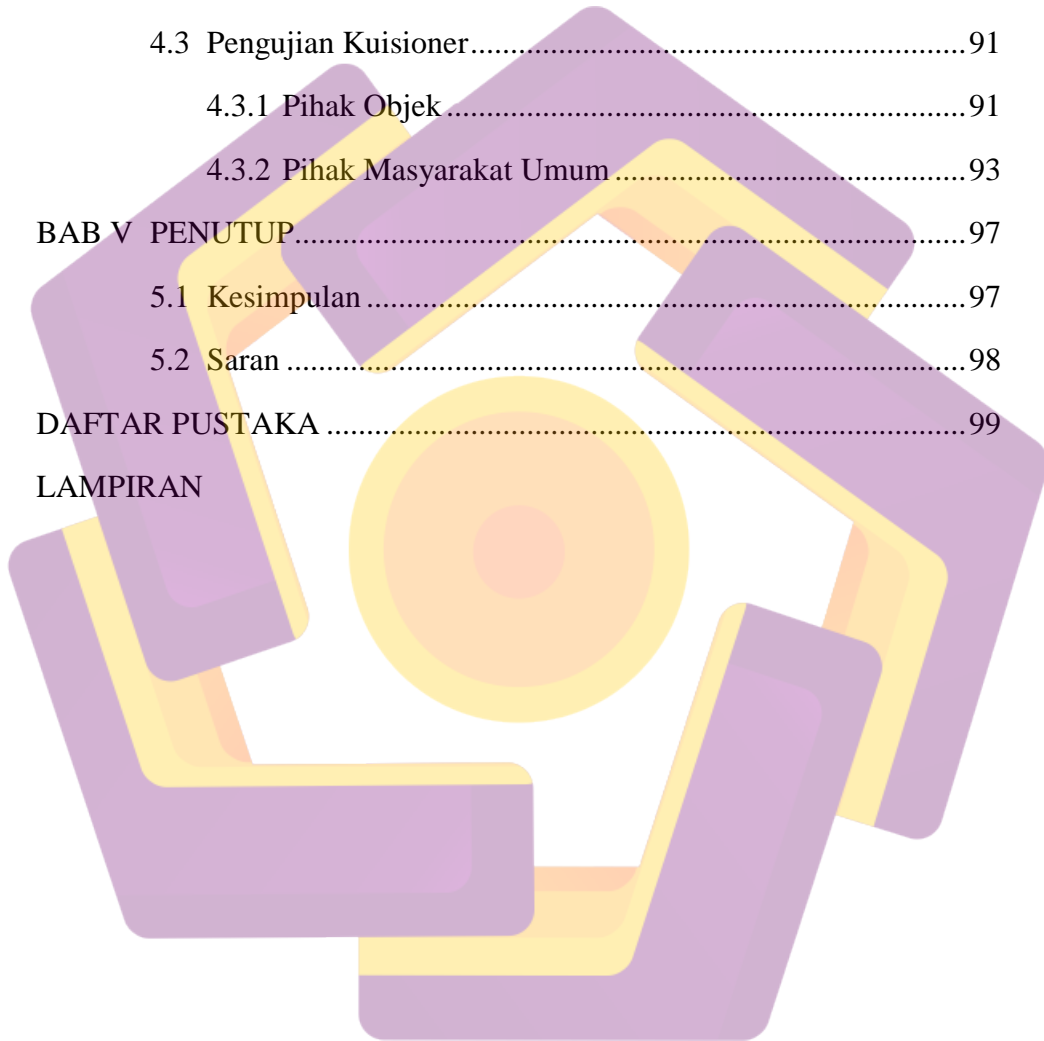 4.3 Pengujian Kuisioner.................................................................91
4.3.1 Pihak Objek....................................................................91
4.3.2 Pihak Masyarakat Umum..............................................93
BAB V PENUTUP........................................................................................97
5.1 Kesimpulan..............................................................................97
5.2 Saran........................................................................................98
DAFTAR PUSTAKA....................................................................................99
LAMPIRAN